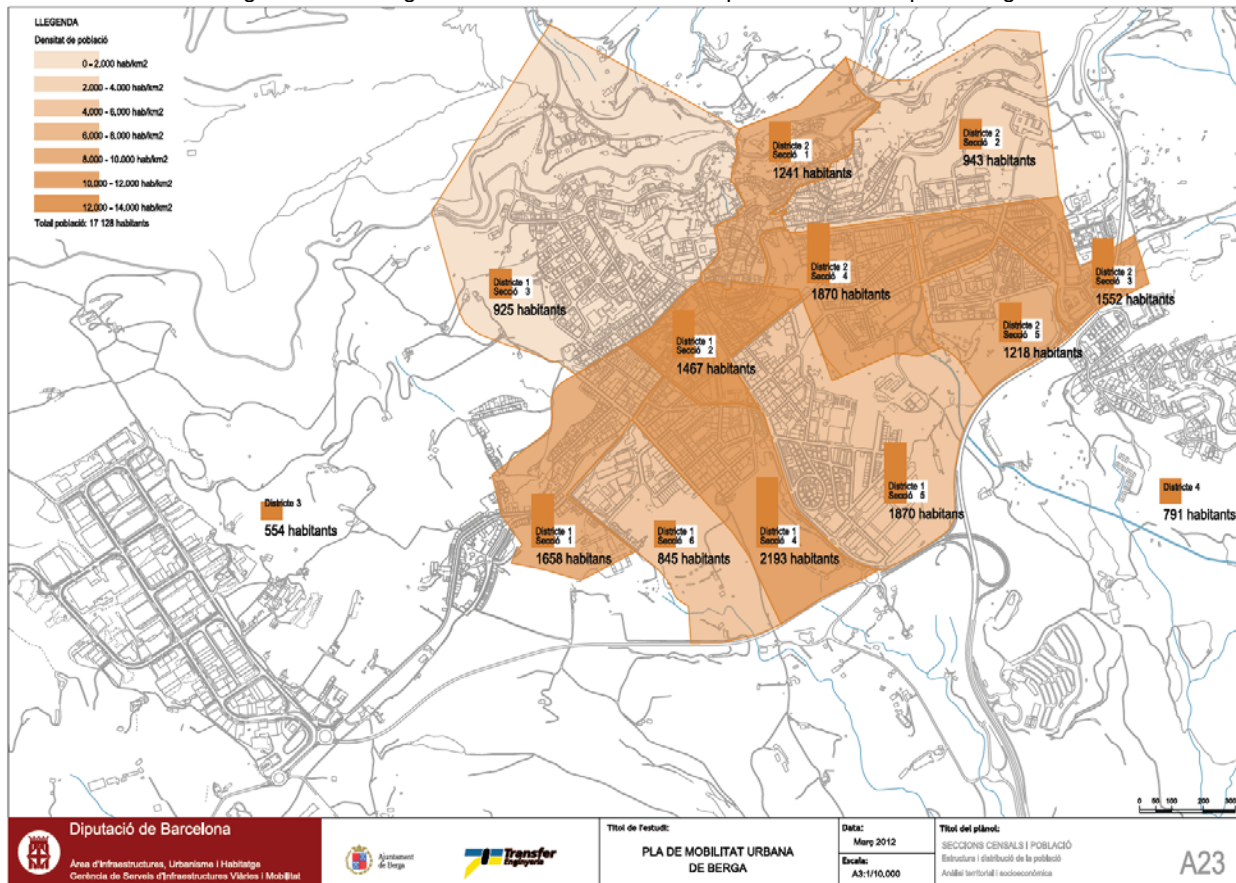 LLEGENDA
Densitat de població
0 - 2.000 hab/km2
2.000 - 4.000 hab/km2
4.000 - 6.000 hab/km2
6.000 - 8.000 hab/km2
8.000 - 10.000 hab/km2
10.000 - 12.000 hab/km2
12.000 - 14.000 hab/km2
Total població: 17 128 habitants
Districte 2
Secció 1
1241 habitants
Districte 2
Secció 2
943 habitants
Districte 1
Secció 3
925 habitants
Districte 2
Secció 4
1870 habitants
Districte 2
Secció 3
1552 habitants
Districte 1
Secció 2
1467 habitants
Districte 2
Secció 5
1218 habitants
Districte 3
554 habitants
Districte 1
Secció 1
1658 habitans
Districte 1
Secció 6
845 habitants
Districte 1
Secció 4
2193 habitants
Districte 1
Secció 5
1870 habitants
Districte 4
791 habitants
0 50 100 200 300
Diputació de Barcelona
Àrea d'Infraestructures, Urbanisme i Habitatge
Gerència de Serveis d'Infraestructures Viàries i Mobilitat
Ajuntament
de Berga
Transfer
Enginyeria
Títol de l'estudi:
PLA DE MOBILITAT URBANA
DE BERGA
Data:
Març 2012
Escala:
A3:1/10.000
Títol del plànol:
SECCIONS CENSALS I POBLACIÓ
Estructura i distribució de la població
Anàlisi territorial i socioeconòmica
A23